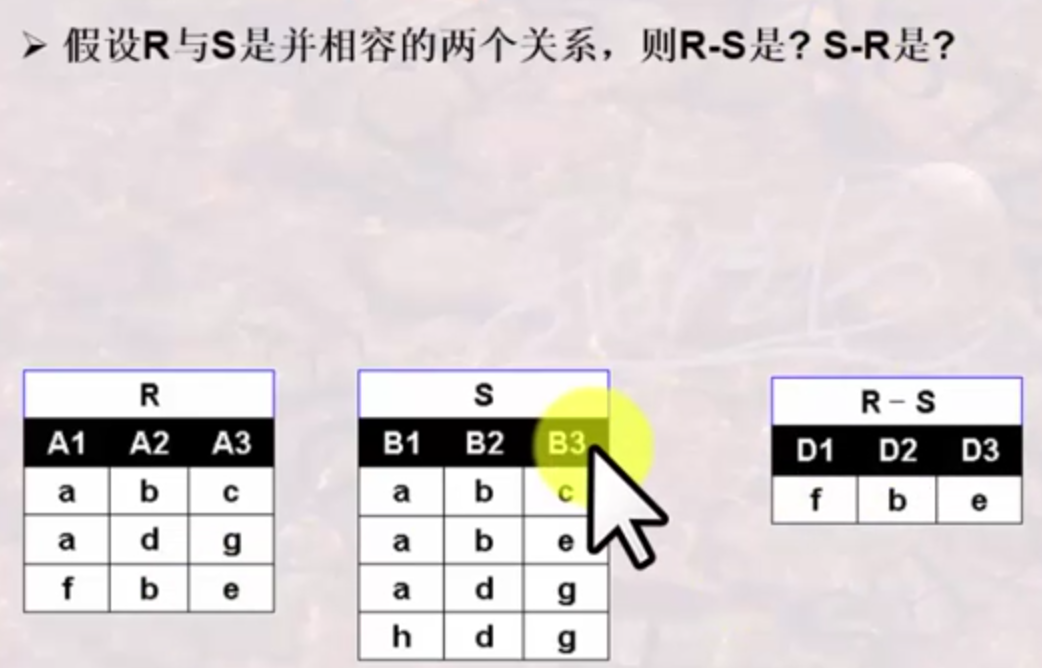 ➤ 假设R与S是并相容的两个关系，则R-S是? S-R是?
R
A1 A2 A3
a b c
a d g
f b e
S
B1 B2 B3
a b c
a b e
a d g
h d g
R – S
D1 D2 D3
f b e